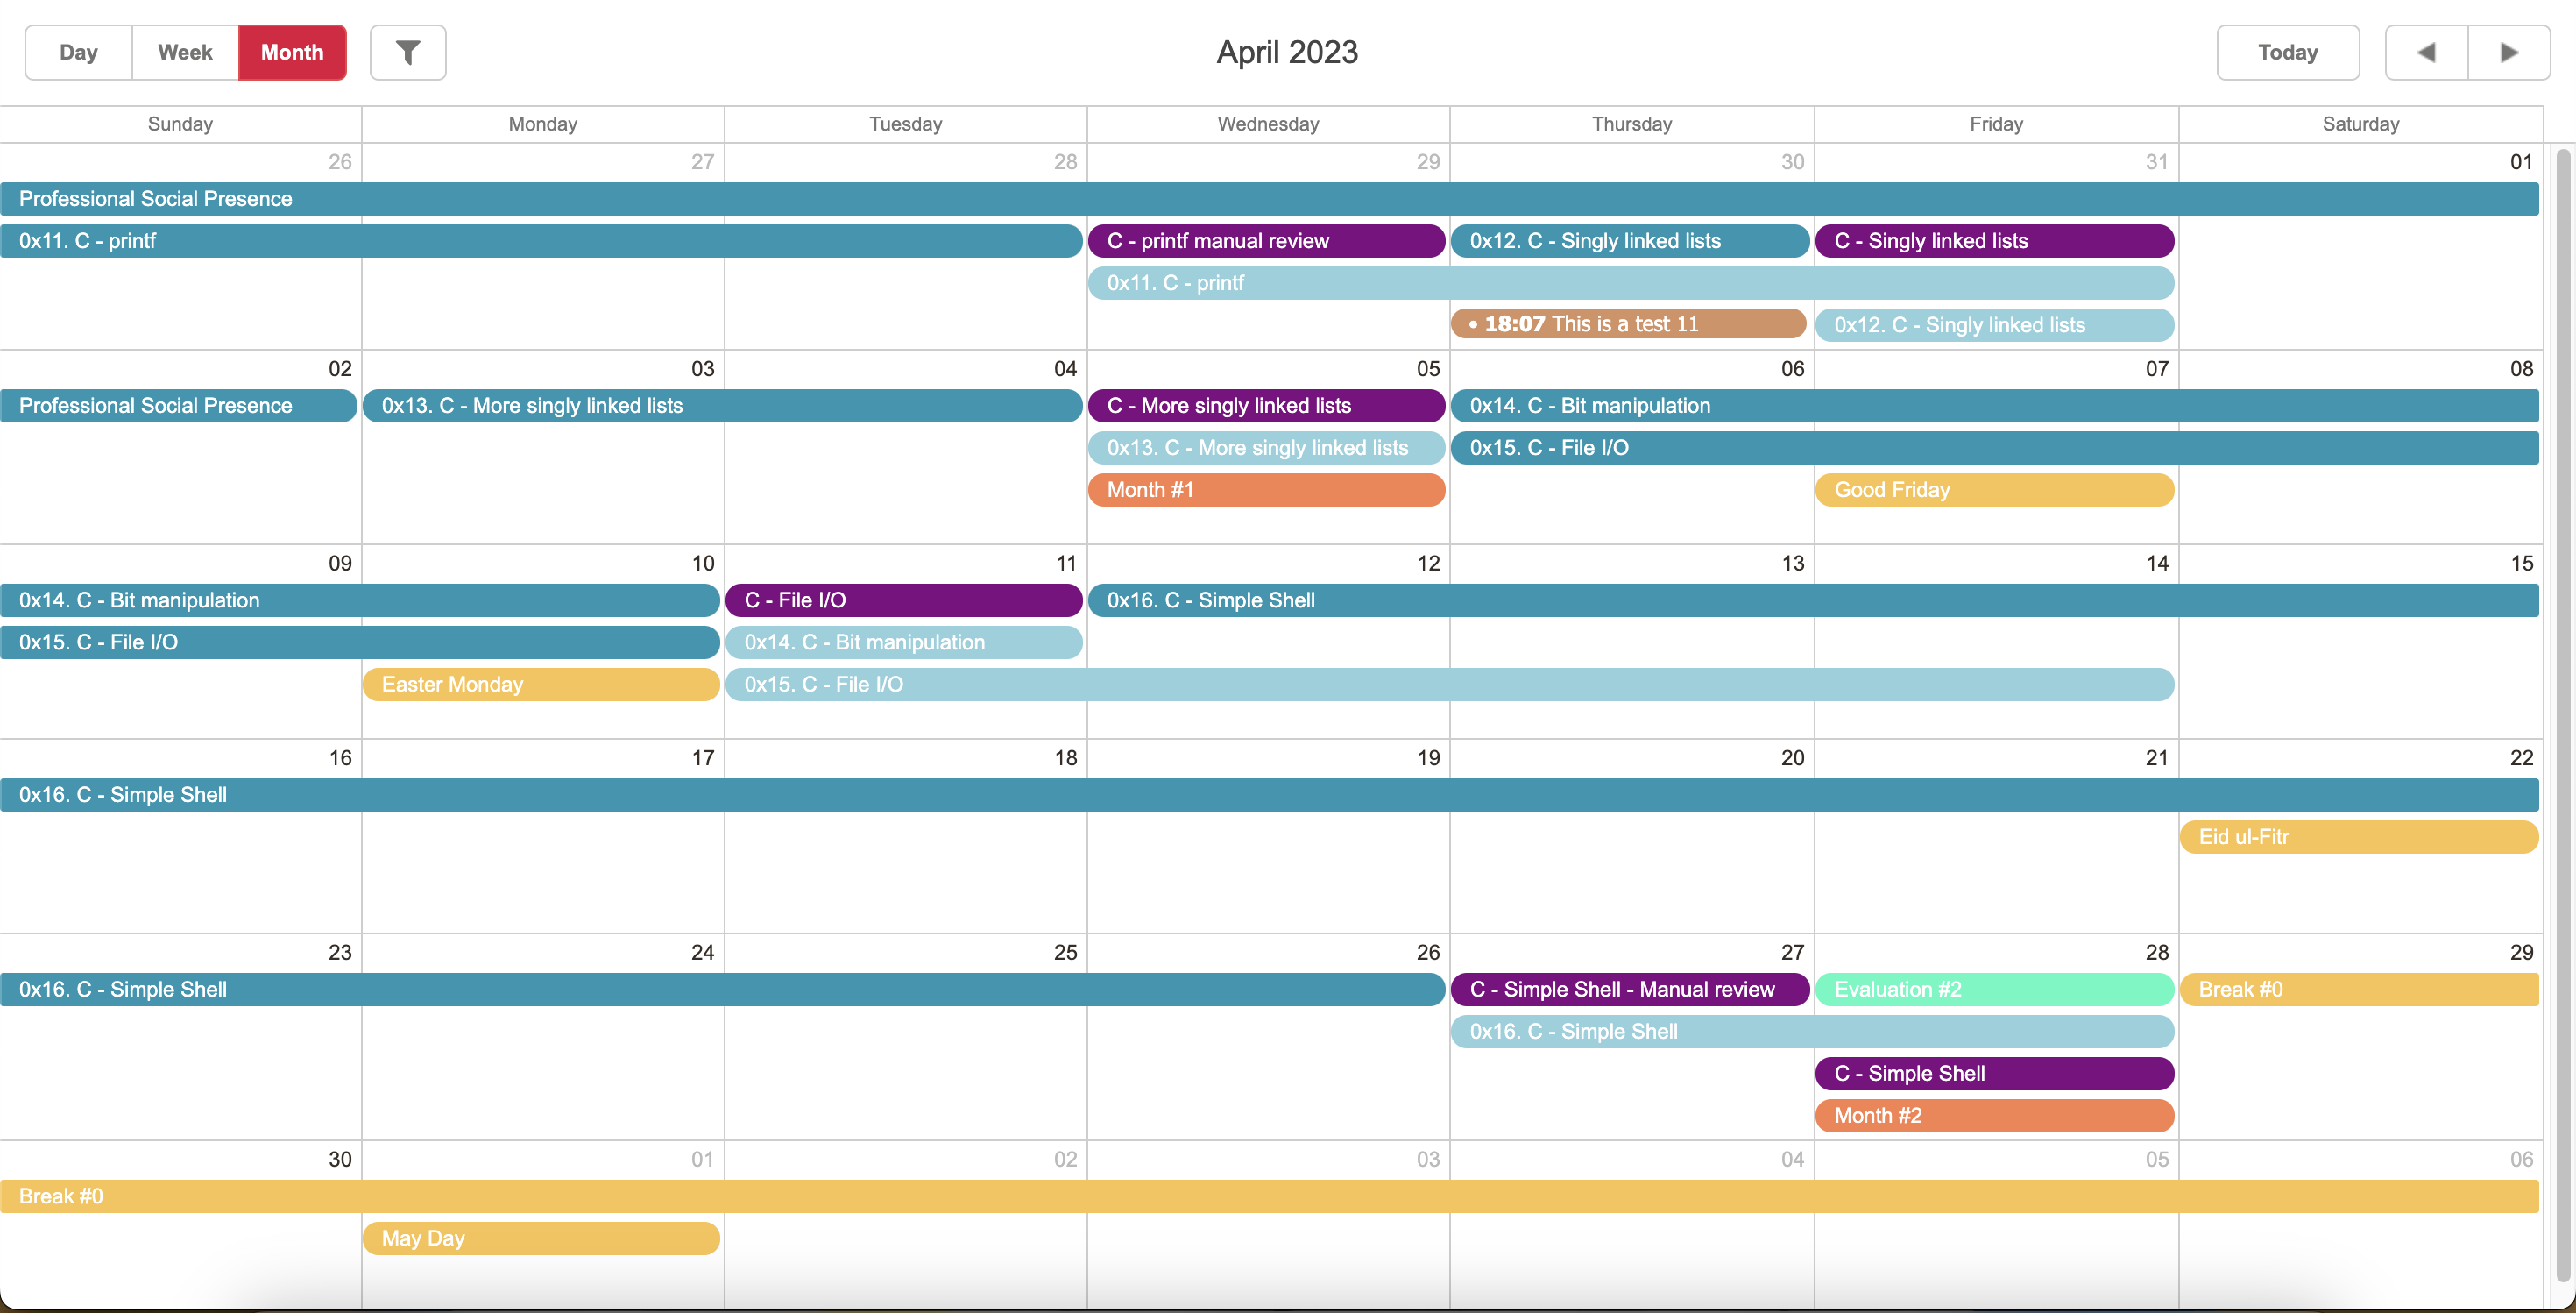 Day Week Month April 2023 Today
Sunday Monday Tuesday Wednesday Thursday Friday Saturday
26 27 28 29 30 31 01
Professional Social Presence
0x11. C - printf C - printf manual review 0x12. C - Singly linked lists C - Singly linked lists
0x11. C - printf
• 18:07 This is a test 11 0x12. C - Singly linked lists
02 03 04 05 06 07 08
Professional Social Presence 0x13. C - More singly linked lists C - More singly linked lists 0x14. C - Bit manipulation
0x13. C - More singly linked lists 0x15. C - File I/O
Month #1 Good Friday
09 10 11 12 13 14 15
0x14. C - Bit manipulation C - File I/O 0x16. C - Simple Shell
0x15. C - File I/O 0x14. C - Bit manipulation
Easter Monday 0x15. C - File I/O
16 17 18 19 20 21 22
0x16. C - Simple Shell
Eid ul-Fitr
23 24 25 26 27 28 29
0x16. C - Simple Shell C - Simple Shell - Manual review Evaluation #2 Break #0
0x16. C - Simple Shell
C - Simple Shell
Month #2
30 01 02 03 04 05 06
Break #0
May Day